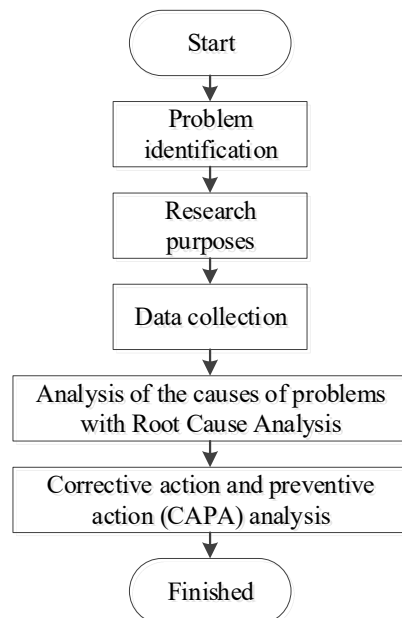 Start
Problem
identification
Research
purposes
Data collection
Analysis of the causes of problems
with Root Cause Analysis
Corrective action and preventive
action (CAPA) analysis
Finished